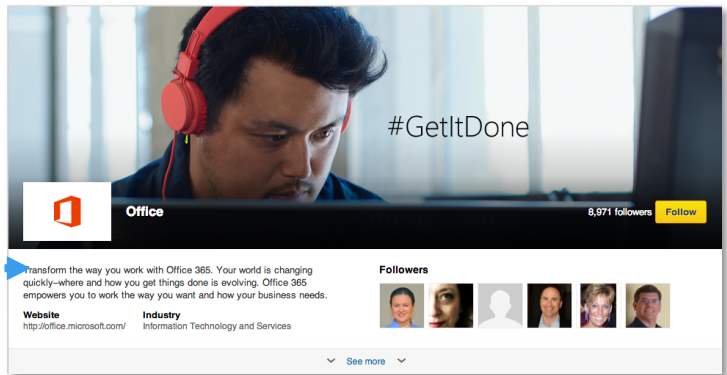 #GetItDone
Office
8,971 followers
Follow
Transform the way you work with Office 365. Your world is changing
quickly–where and how you get things done is evolving. Office 365
empowers you to work the way you want and how your business needs.
Website
http://office.microsoft.com/
Industry
Information Technology and Services
Followers
See more